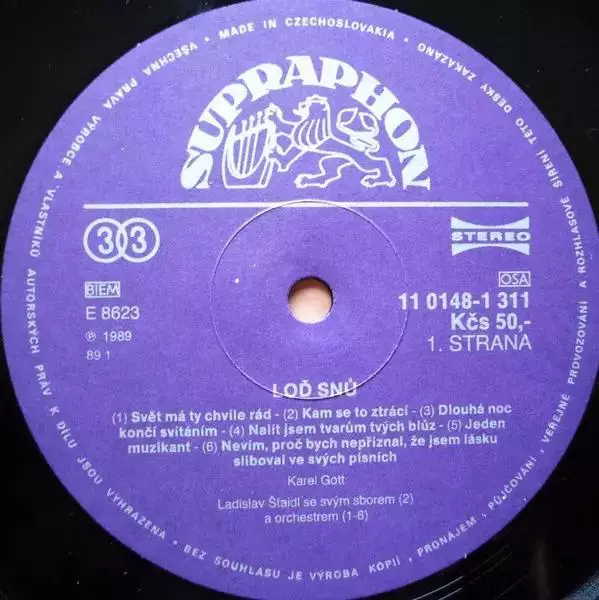 VŠECHNA PRÁVA VÝROBCE A VLASTNÍKŮ AUTORSKÝCH PRÁV K DÍLU JSOU VYHRAZENA • BEZ SOUHLASU JE VÝROBA KOPIÍ, PRONÁJEM, PŮJČOVÁNÍ, VEŘEJNÉ PROVOZOVÁNÍ A ROZHLASOVÉ ŠÍŘENÍ TÉTO DESKY ZAKÁZÁNO • MADE IN CZECHOSLOVAKIA •
SUPRAPHON
33
STEREO
BIEM
OSA
E 8623
11 0148-1 311
Kčs 50,-
℗ 1989
89 1
1. STRANA
LOĎ SNŮ
(1) Svět má ty chvíle rád - (2) Kam se to ztrácí - (3) Dlouhá noc
končí svítáním - (4) Nalít jsem tvarům tvých blůz - (5) Jeden
muzikant - (6) Nevím, proč bych nepřiznal, že jsem lásku
sliboval ve svých písních
Karel Gott
Ladislav Štaidl se svým sborem (2)
a orchestrem (1-6)